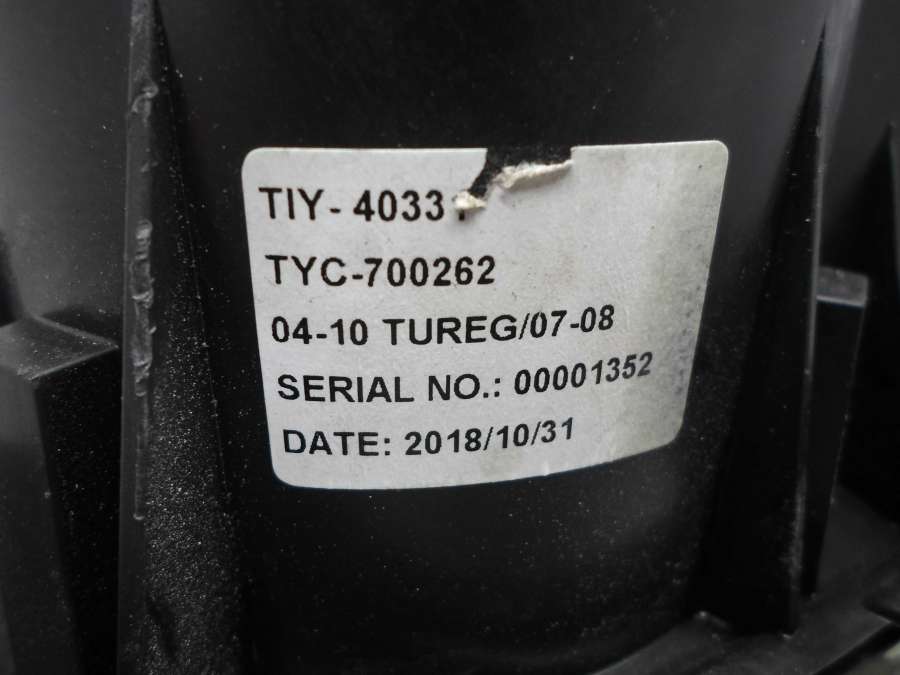 TIY- 4033
TYC-700262
04-10 TUREG/07-08
SERIAL NO.: 00001352
DATE: 2018/10/31